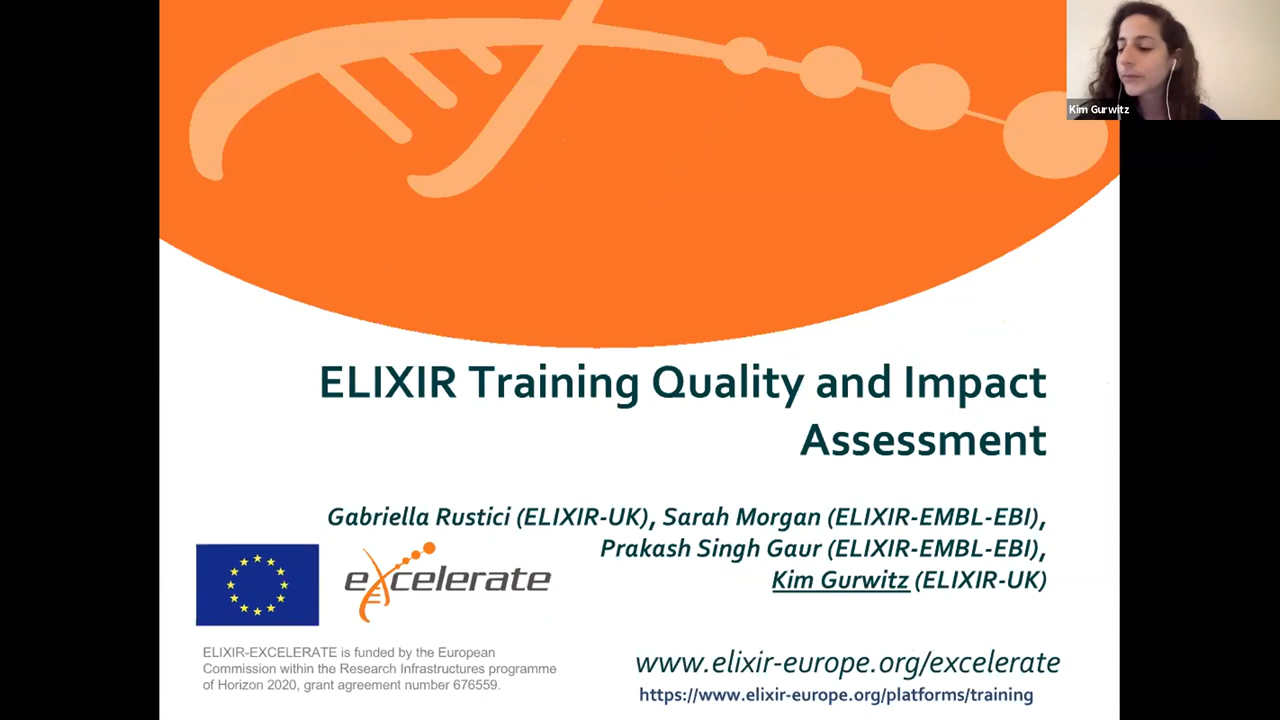 Kim Gurwitz
ELIXIR Training Quality and Impact
Assessment
Gabriella Rustici (ELIXIR-UK), Sarah Morgan (ELIXIR-EMBL-EBI),
Prakash Singh Gaur (ELIXIR-EMBL-EBI),
Kim Gurwitz (ELIXIR-UK)
excelerate
ELIXIR-EXCELERATE is funded by the European
Commission within the Research Infrastructures programme
of Horizon 2020, grant agreement number 676559.
www.elixir-europe.org/excelerate
https://www.elixir-europe.org/platforms/training